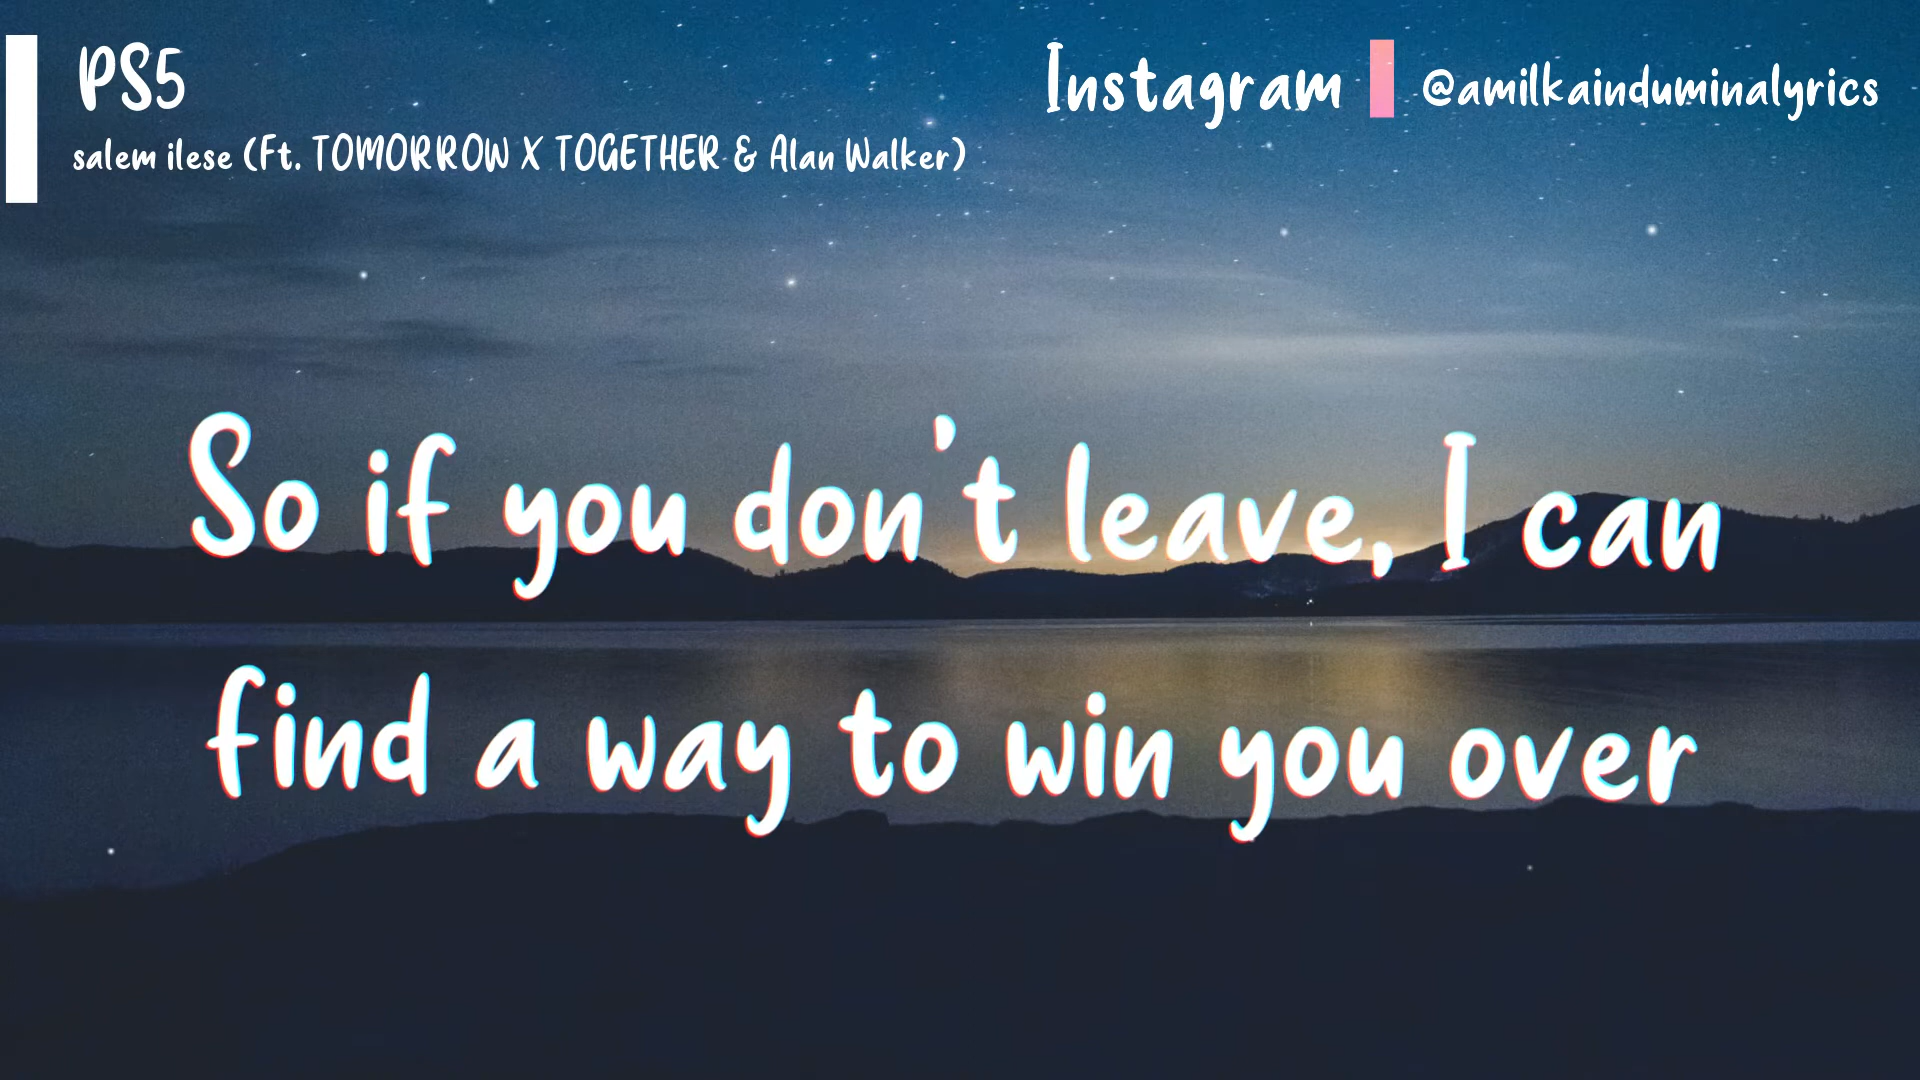 PS5
salem ilese (Ft. TOMORROW X TOGETHER & Alan Walker)
Instagram @amilkainduminalyrics
So if you don't leave, I can
find a way to win you over